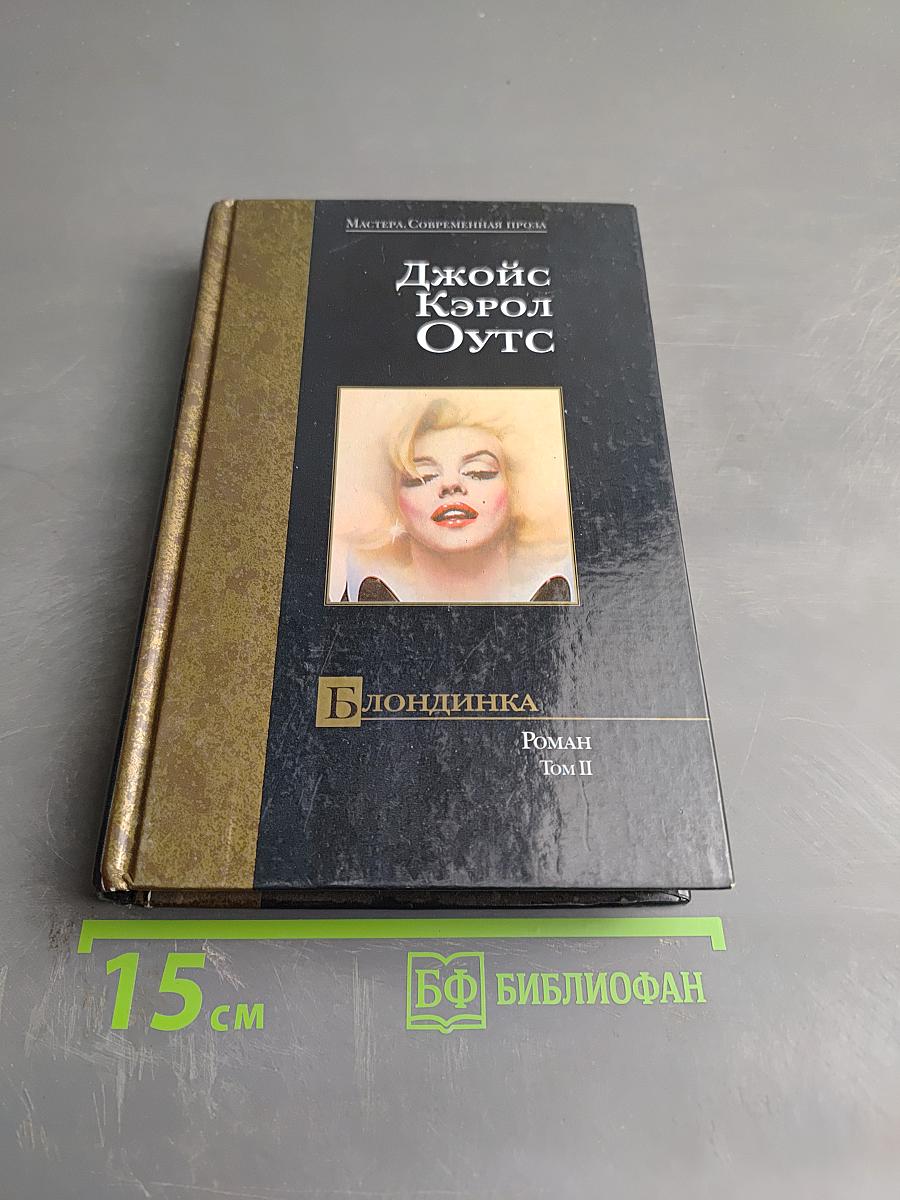 Мастера. Современная проза
Джойс
Кэрол
Оутс
Блондинка
Роман
Том II
15 см
БФ БИБЛИОФАН